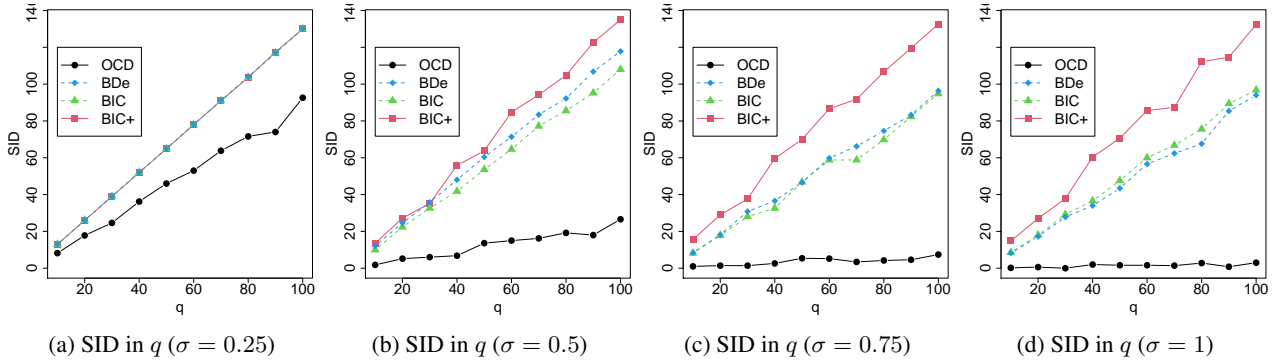 SID
0 20 40 60 80 100 14
20 40 60 80 100
q
OCD
BDe
BIC
BIC+
(a) SID in q (σ = 0.25)
SID
0 20 40 60 80 100 14
20 40 60 80 100
q
OCD
BDe
BIC
BIC+
(b) SID in q (σ = 0.5)
SID
0 20 40 60 80 100 14
20 40 60 80 100
q
OCD
BDe
BIC
BIC+
(c) SID in q (σ = 0.75)
SID
0 20 40 60 80 100 14
20 40 60 80 100
q
OCD
BDe
BIC
BIC+
(d) SID in q (σ = 1)